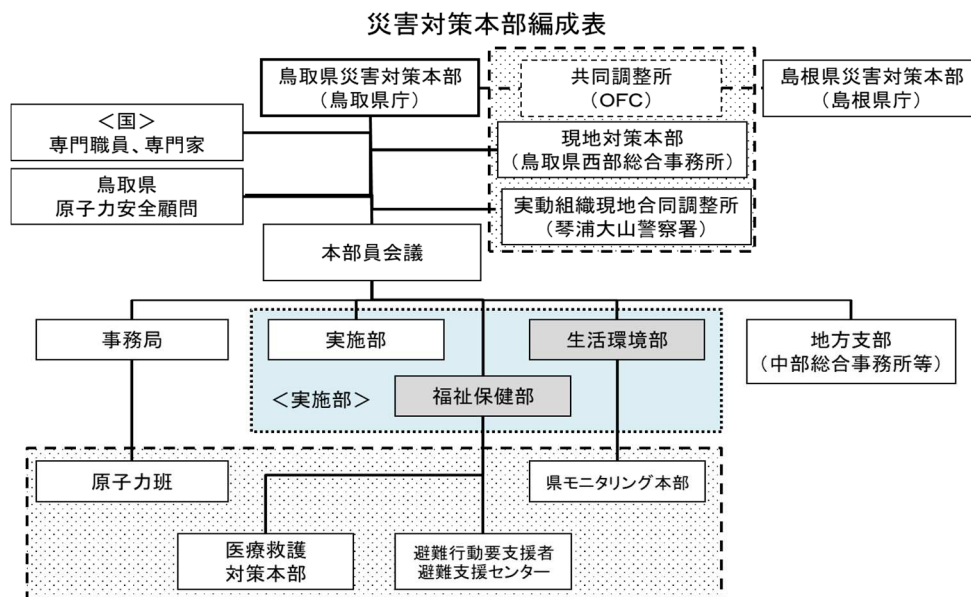 災害対策本部編成表
鳥取県災害対策本部
（鳥取県庁）
共同調整所
（OFC）
島根県災害対策本部
（島根県庁）
＜国＞
専門職員、専門家
現地対策本部
（鳥取県西部総合事務所）
鳥取県
原子力安全顧問
実動組織現地合同調整所
（琴浦大山警察署）
本部員会議
事務局
実施部
生活環境部
地方支部
（中部総合事務所等）
＜実施部＞
福祉保健部
原子力班
県モニタリング本部
医療救護
対策本部
避難行動要支援者
避難支援センター